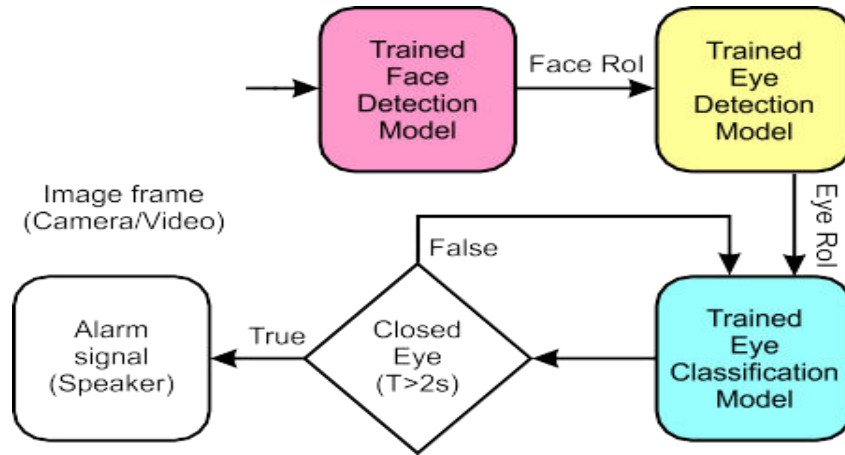 Trained
Face
Detection
Model
Face RoI
Trained
Eye
Detection
Model
Eye RoI
Image frame
(Camera/Video)
False
True
Alarm
signal
(Speaker)
Closed
Eye
(T>2s)
Trained
Eye
Classification
Model